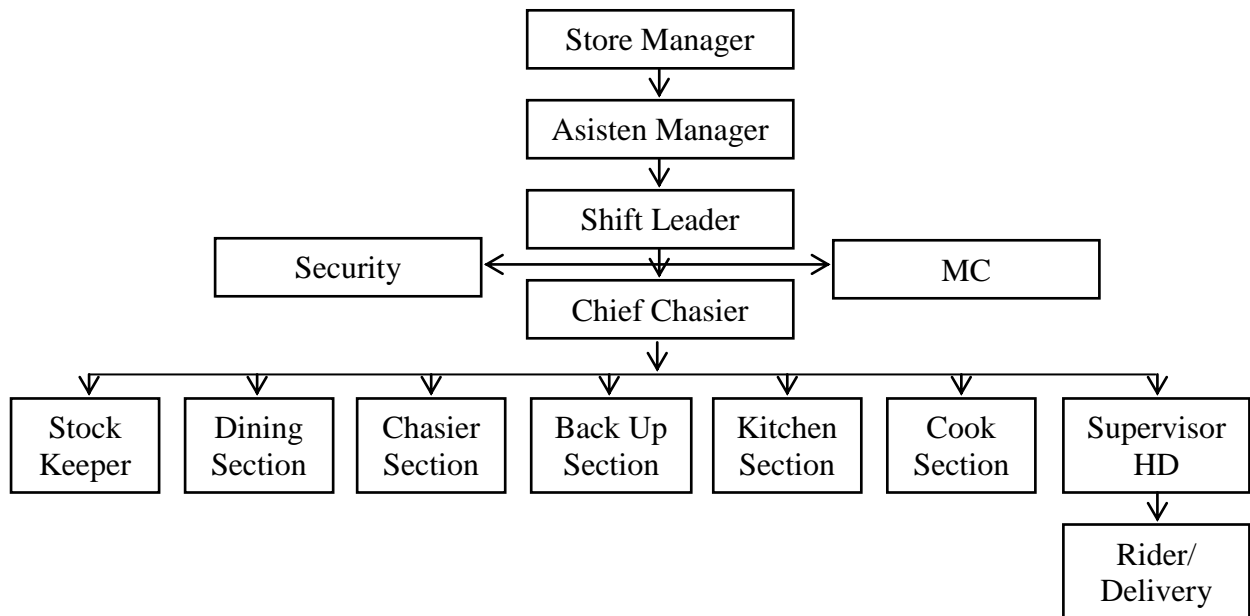 Store Manager
Asisten Manager
Shift Leader
Security
MC
Chief Chasier
Stock
Keeper
Dining
Section
Chasier
Section
Back Up
Section
Kitchen
Section
Cook
Section
Supervisor
HD
Rider/
Delivery